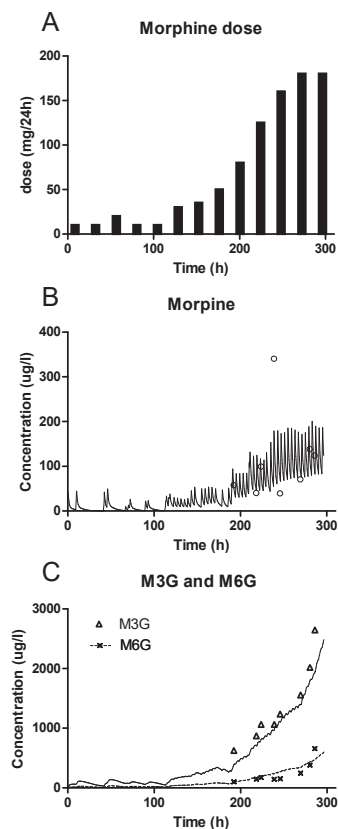 A
Morphine dose
200
150
100
50
0
dose (mg/24h)
0 100 200 300
Time (h)
B
Morpine
400
300
200
100
0
Concentration (ug/l)
0 100 200 300
Time (h)
C
M3G and M6G
3000
2000
1000
0
Concentration (ug/l)
M3G
M6G
0 100 200 300
Time (h)